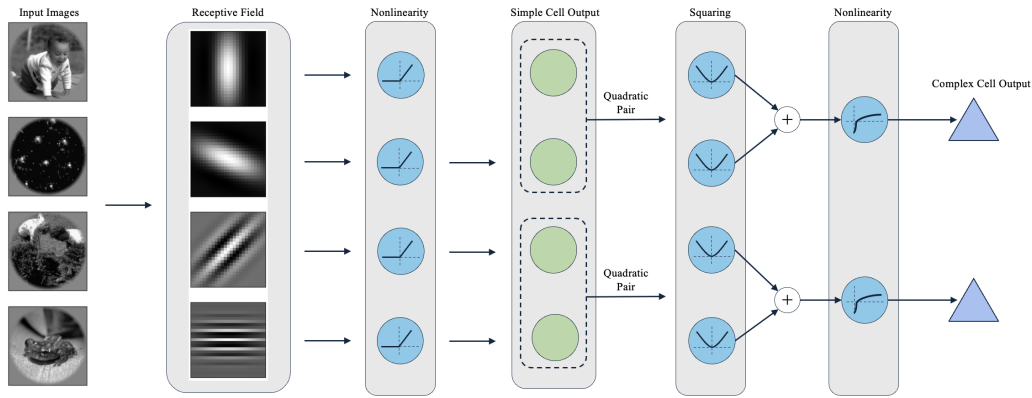 Input Images
Receptive Field
Nonlinearity
Simple Cell Output
Squaring
Nonlinearity
Complex Cell Output
Quadratic
Pair
+
Quadratic
Pair
+